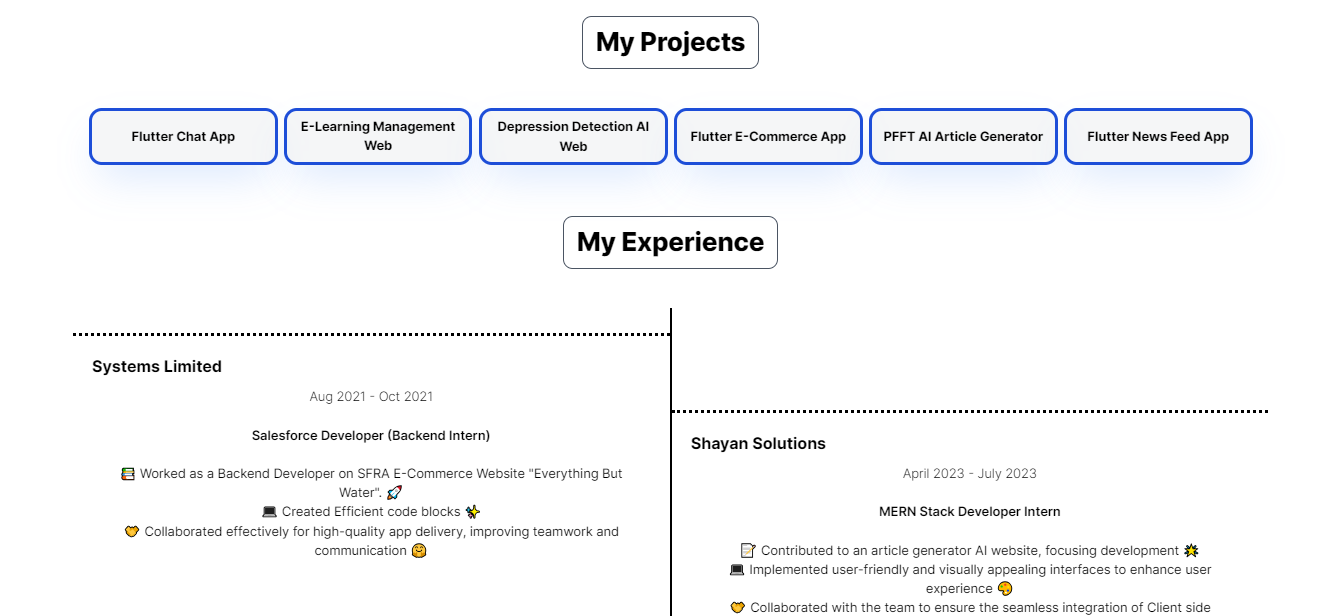 My Projects
Flutter Chat App
E-Learning Management
Web
Depression Detection AI
Web
Flutter E-Commerce App
PFFT AI Article Generator
Flutter News Feed App
My Experience
Systems Limited
Aug 2021 - Oct 2021
Salesforce Developer (Backend Intern)
📚 Worked as a Backend Developer on SFRA E-Commerce Website "Everything But
Water". 🚀
💻 Created Efficient code blocks ✨
🤝 Collaborated effectively for high-quality app delivery, improving teamwork and
communication 🤗
Shayan Solutions
April 2023 - July 2023
MERN Stack Developer Intern
📝 Contributed to an article generator AI website, focusing development 🌟
💻 Implemented user-friendly and visually appealing interfaces to enhance user
experience 🎨
🤝 Collaborated with the team to ensure the seamless integration of Client side